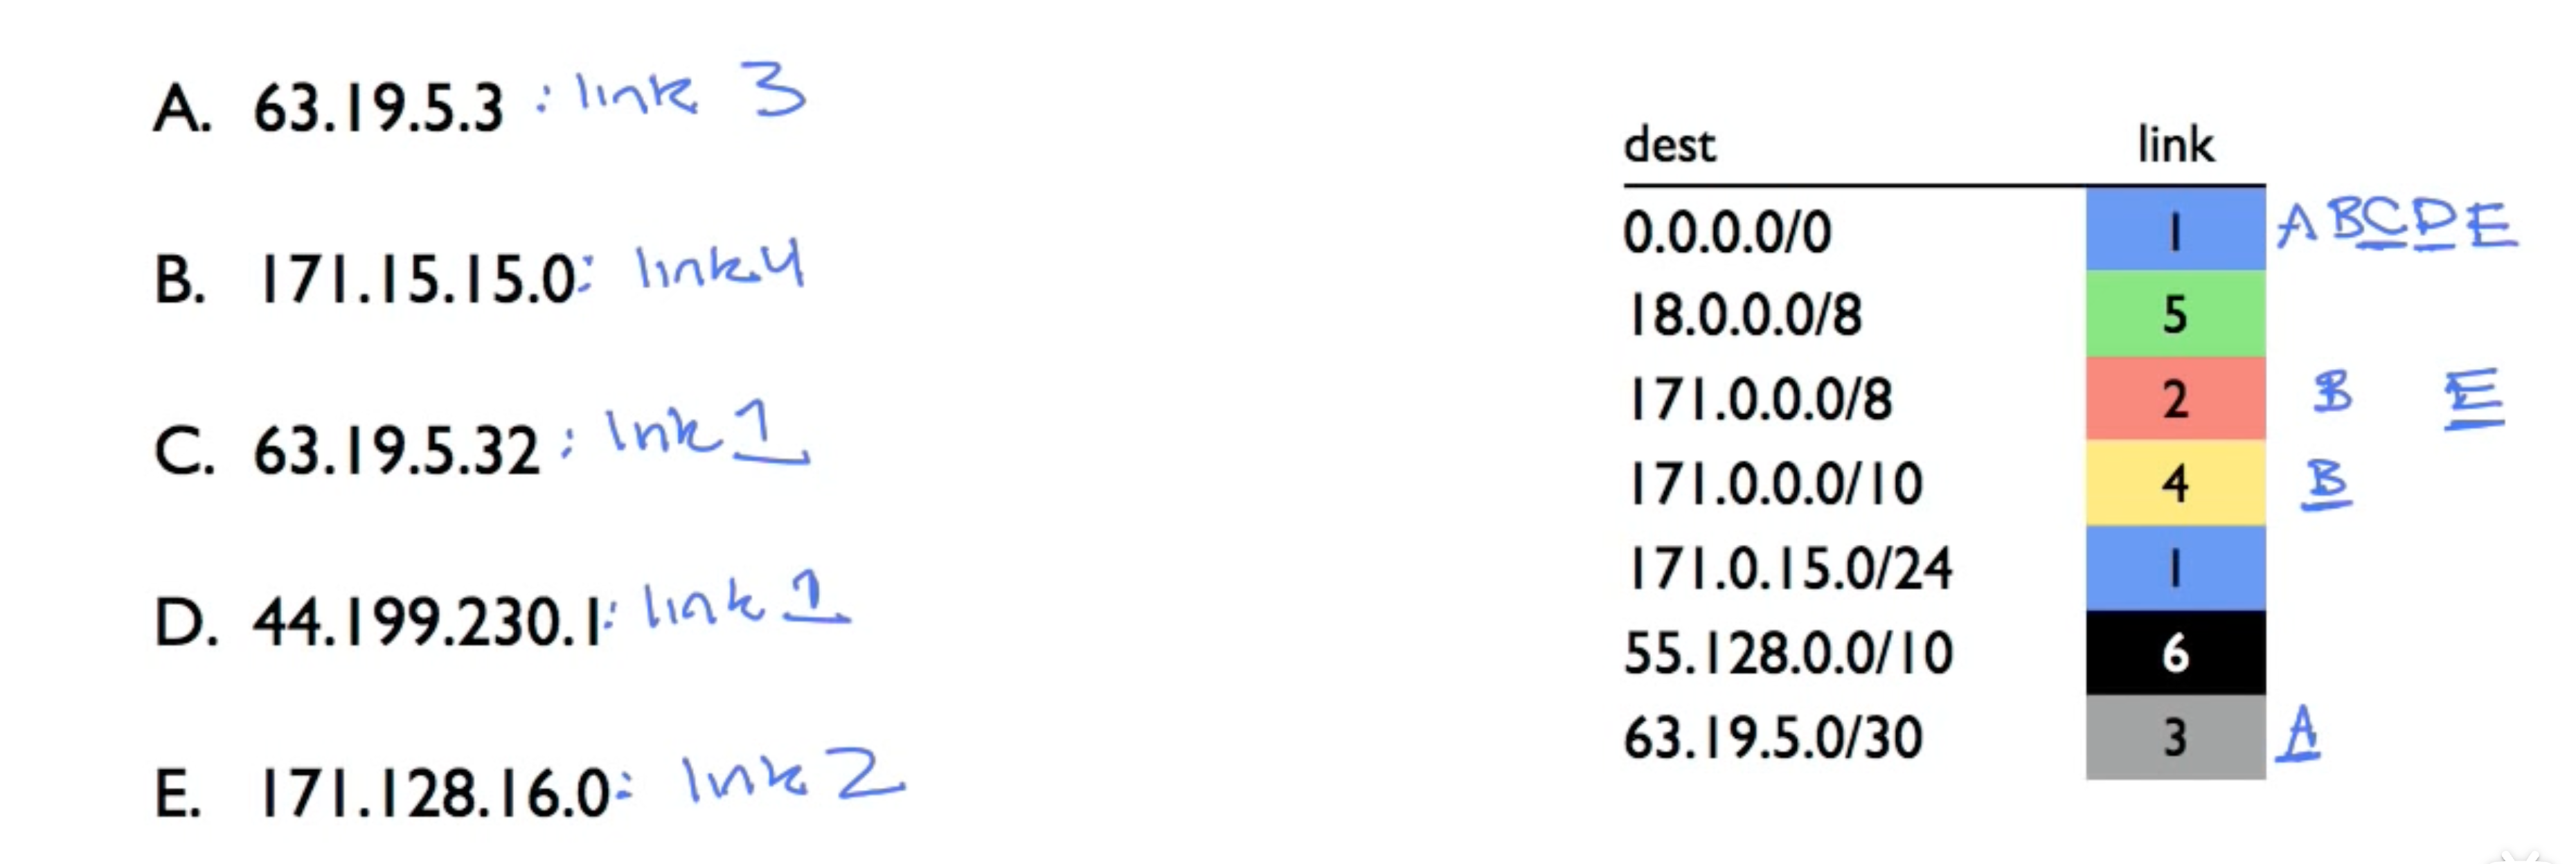 A. 63.19.5.3 : link 3
B. 171.15.15.0: link 4
C. 63.19.5.32 : lnk 1
D. 44.199.230.1: link 1
E. 171.128.16.0: lnk 2
dest link
0.0.0.0/0 1 A B C D E
18.0.0.0/8 5
171.0.0.0/8 2 B E
171.0.0.0/10 4 B
171.0.15.0/24 1
55.128.0.0/10 6
63.19.5.0/30 3 A